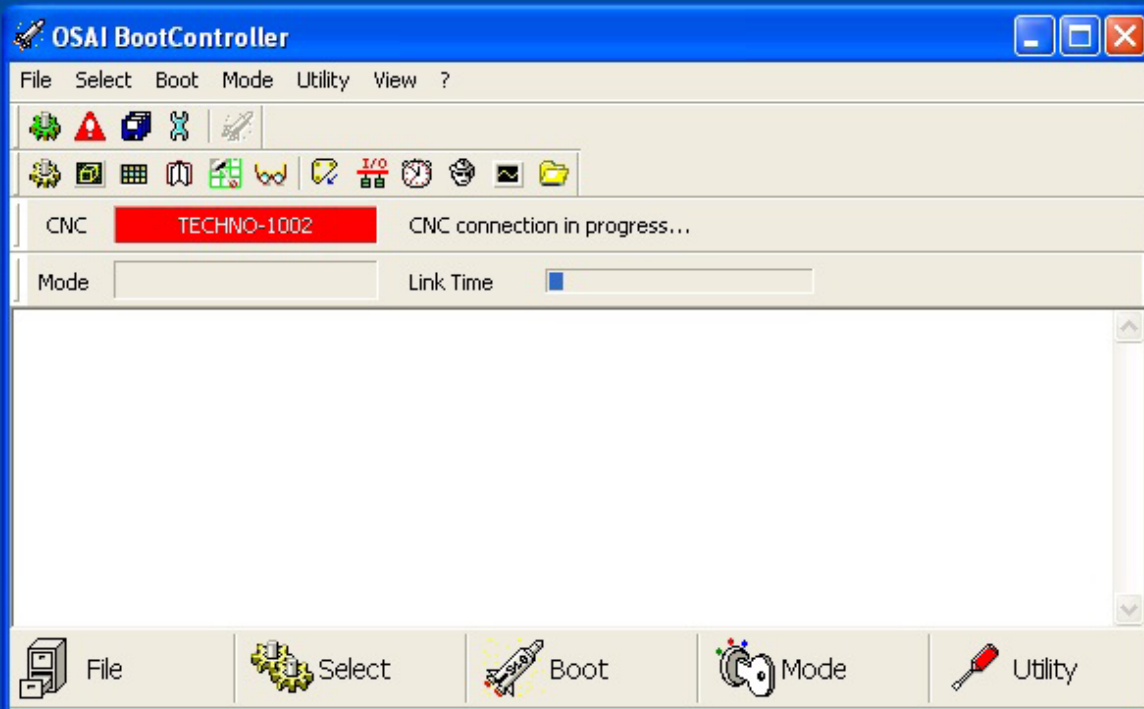 OSAI BootController
File Select Boot Mode Utility View ?
I/O
CNC TECHNO-1002 CNC connection in progress...
Mode Link Time
File Select Boot Mode Utility